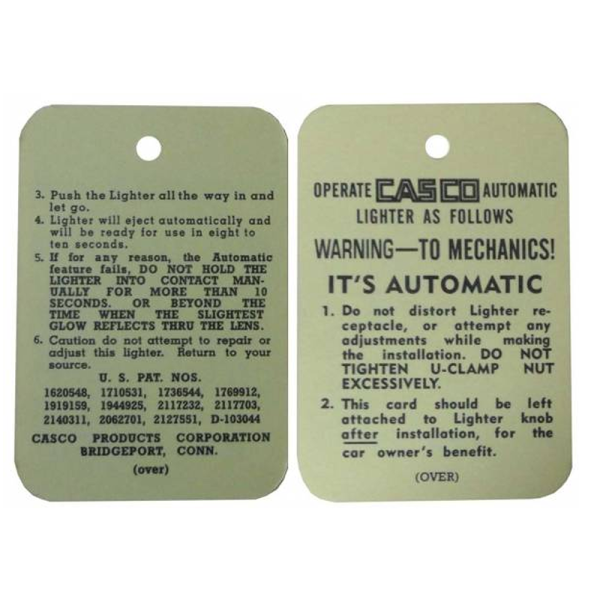 3. Push the Lighter all the way in and
let go.
4. Lighter will eject automatically and
will be ready for use in eight to
ten seconds.
5. If for any reason, the Automatic
feature fails, DO NOT HOLD THE
LIGHTER INTO CONTACT MAN-
UALLY FOR MORE THAN 10
SECONDS. OR BEYOND THE
TIME WHEN THE SLIGHTEST
GLOW REFLECTS THRU THE LENS.
6. Caution do not attempt to repair or
adjust this lighter. Return to your
source.
U. S. PAT. NOS.
1620548, 1710531, 1736544, 1769912,
1919159, 1944925, 2117232, 2117703,
2140311, 2062701, 2127551, D-103044
CASCO PRODUCTS CORPORATION
BRIDGEPORT, CONN.
(over)
OPERATE CASCO AUTOMATIC
LIGHTER AS FOLLOWS
WARNING—TO MECHANICS!
IT'S AUTOMATIC
1. Do not distort Lighter re-
ceptacle, or attempt any
adjustments while making
the installation. DO NOT
TIGHTEN U-CLAMP NUT
EXCESSIVELY.
2. This card should be left
attached to Lighter knob
after installation, for the
car owner's benefit.
(OVER)